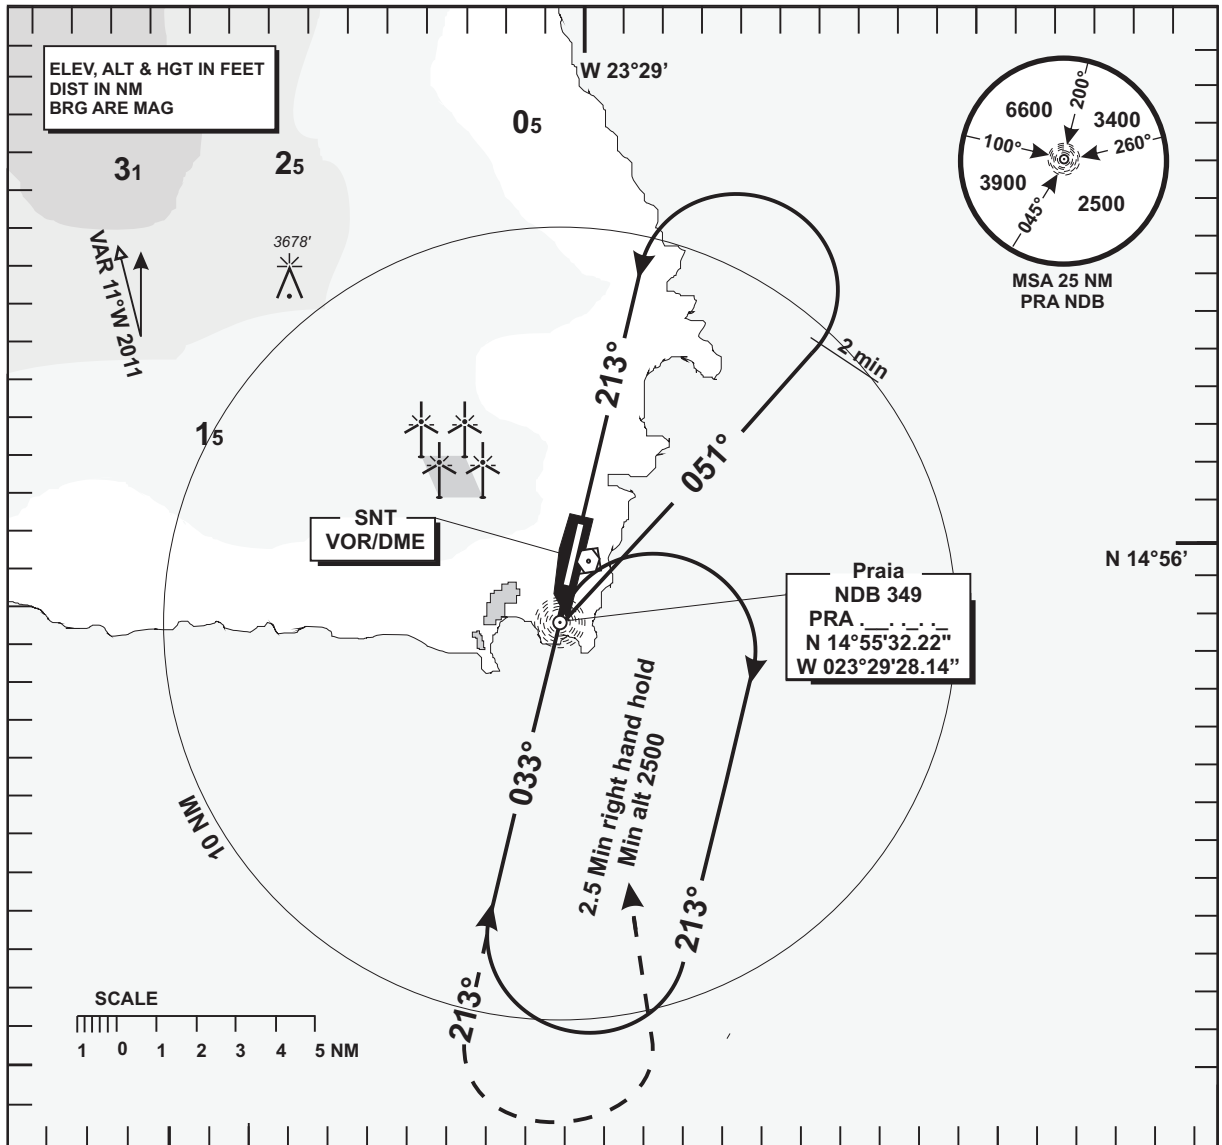 ELEV, ALT & HGT IN FEET
DIST IN NM
BRG ARE MAG
W 23°29’
05
31
25
3678'
VAR 11°W 2011
15
6600
200°
3400
100°
260°
3900
2500
045°
MSA 25 NM
PRA NDB
213°
2 min
051°
SNT
VOR/DME
N 14°56’
Praia
NDB 349
PRA .__. ._. ._
N 14°55'32.22"
W 023°29'28.14”
033°
2.5 Min right hand hold
Min alt 2500
213°
213°
10 NM
SCALE
1 0 1 2 3 4 5 NM